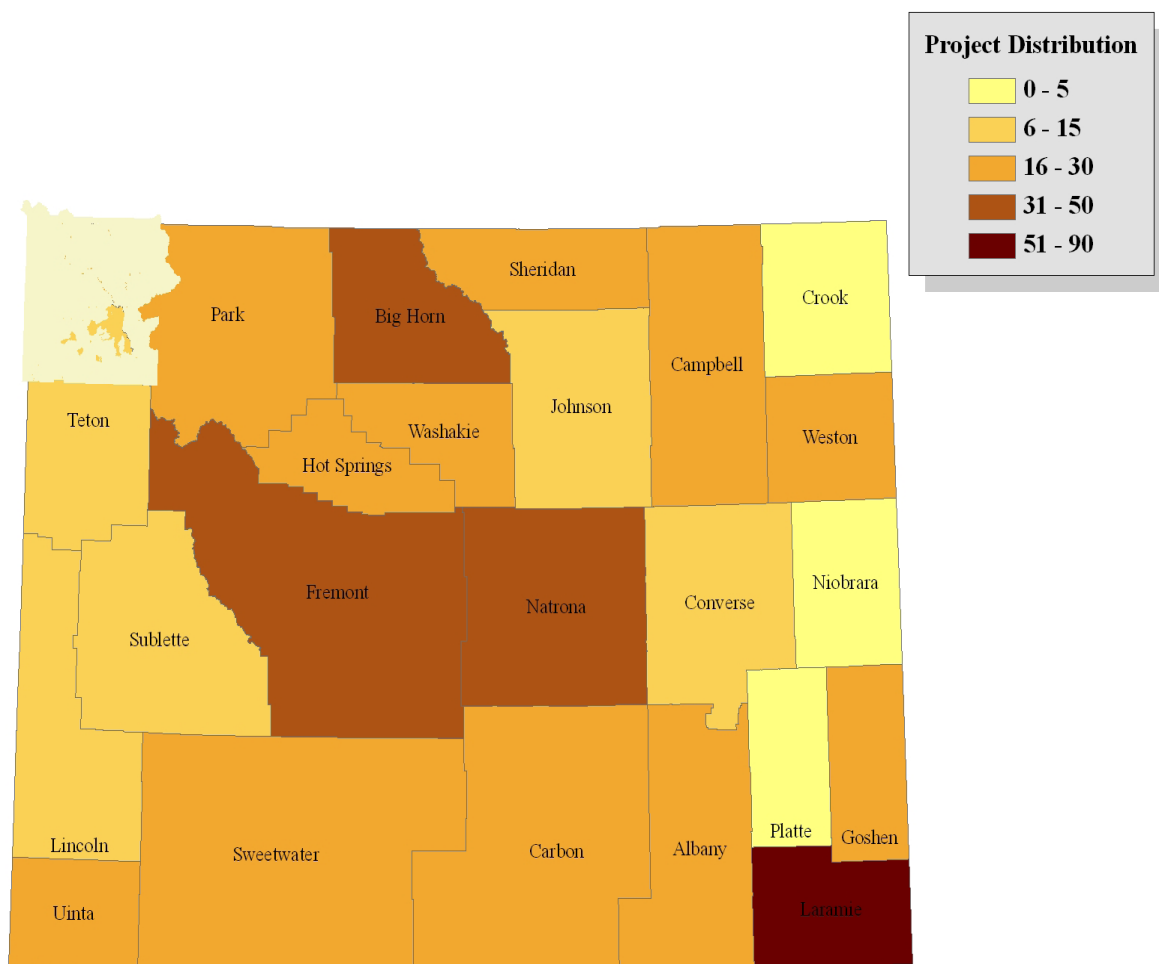 Project Distribution
0 - 5
6 - 15
16 - 30
31 - 50
51 - 90
Sheridan
Crook
Park
Big Horn
Campbell
Johnson
Teton
Washakie
Weston
Hot Springs
Niobrara
Fremont
Converse
Natrona
Sublette
Platte
Goshen
Lincoln
Albany
Carbon
Sweetwater
Laramie
Uinta